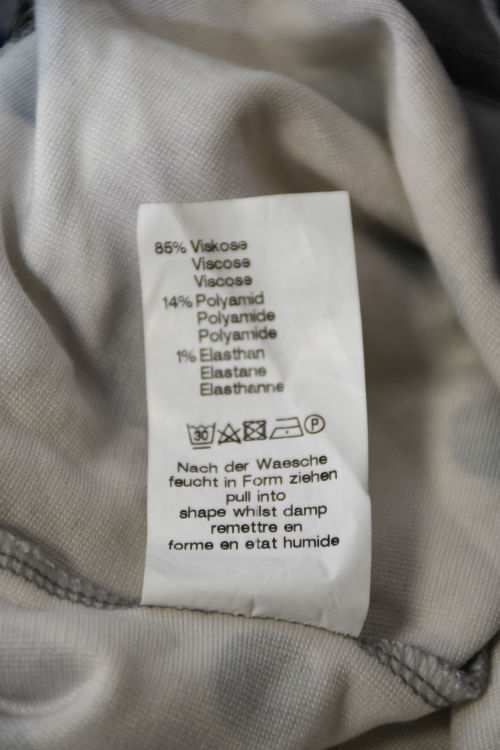 85% Viskose
Viscose
Viscose
14% Polyamid
Polyamide
Polyamide
1% Elasthan
Elastane
Elasthanne
30 P
Nach der Waesche
feucht in Form ziehen
pull into
shape whilst damp
remettre en
forme en etat humide